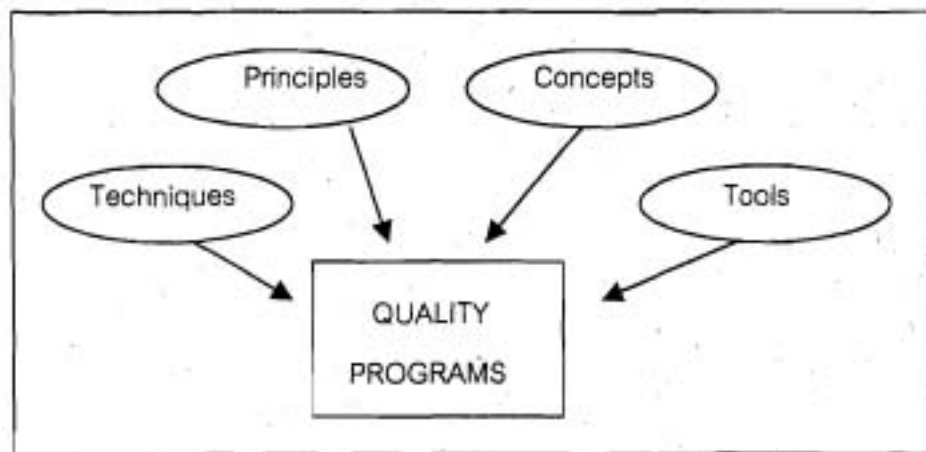 Principles
Concepts
Techniques
Tools
QUALITY
PROGRAMS